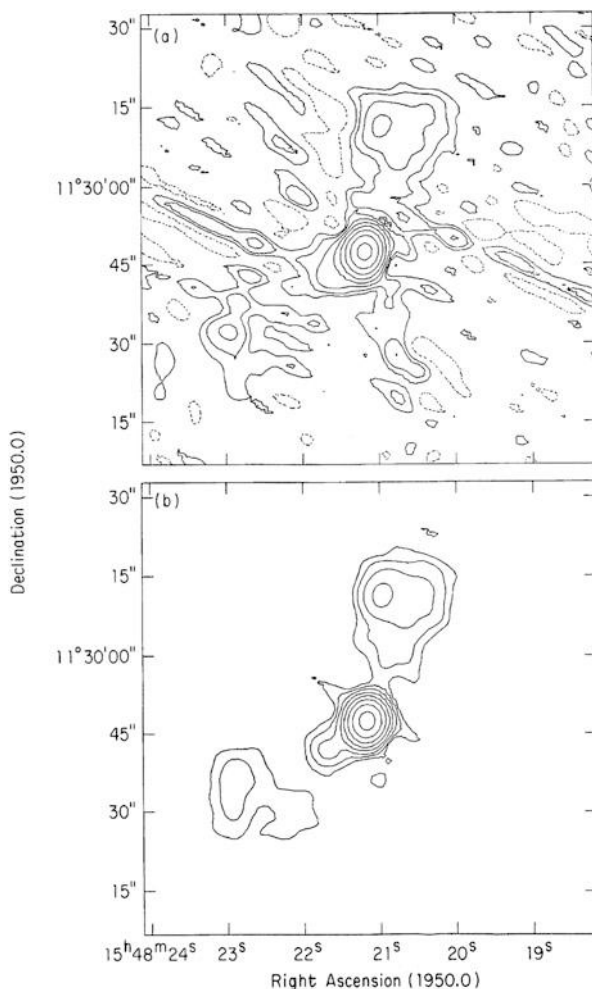 30"
(a)
15"
11°30'00"
45"
30"
15"
Declination (1950.0)
30"
(b)
15"
11°30'00"
45"
30"
15"
15ʰ48ᵐ24ˢ 23ˢ 22ˢ 21ˢ 20ˢ 19ˢ
Right Ascension (1950.0)